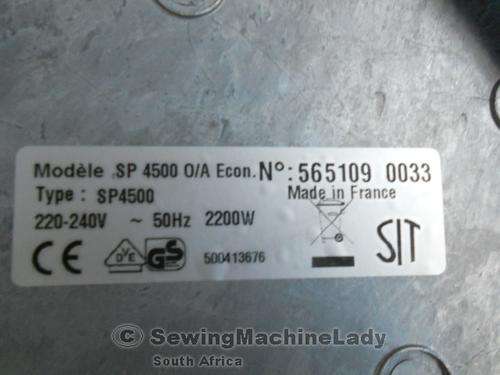 Modèle SP 4500 O/A Econ. N°: 565109 0033
Type : SP4500 Made in France
220-240V ~ 50Hz 2200W
CE DVE GS 500413676 SIT
© SewingMachineLady
South Africa